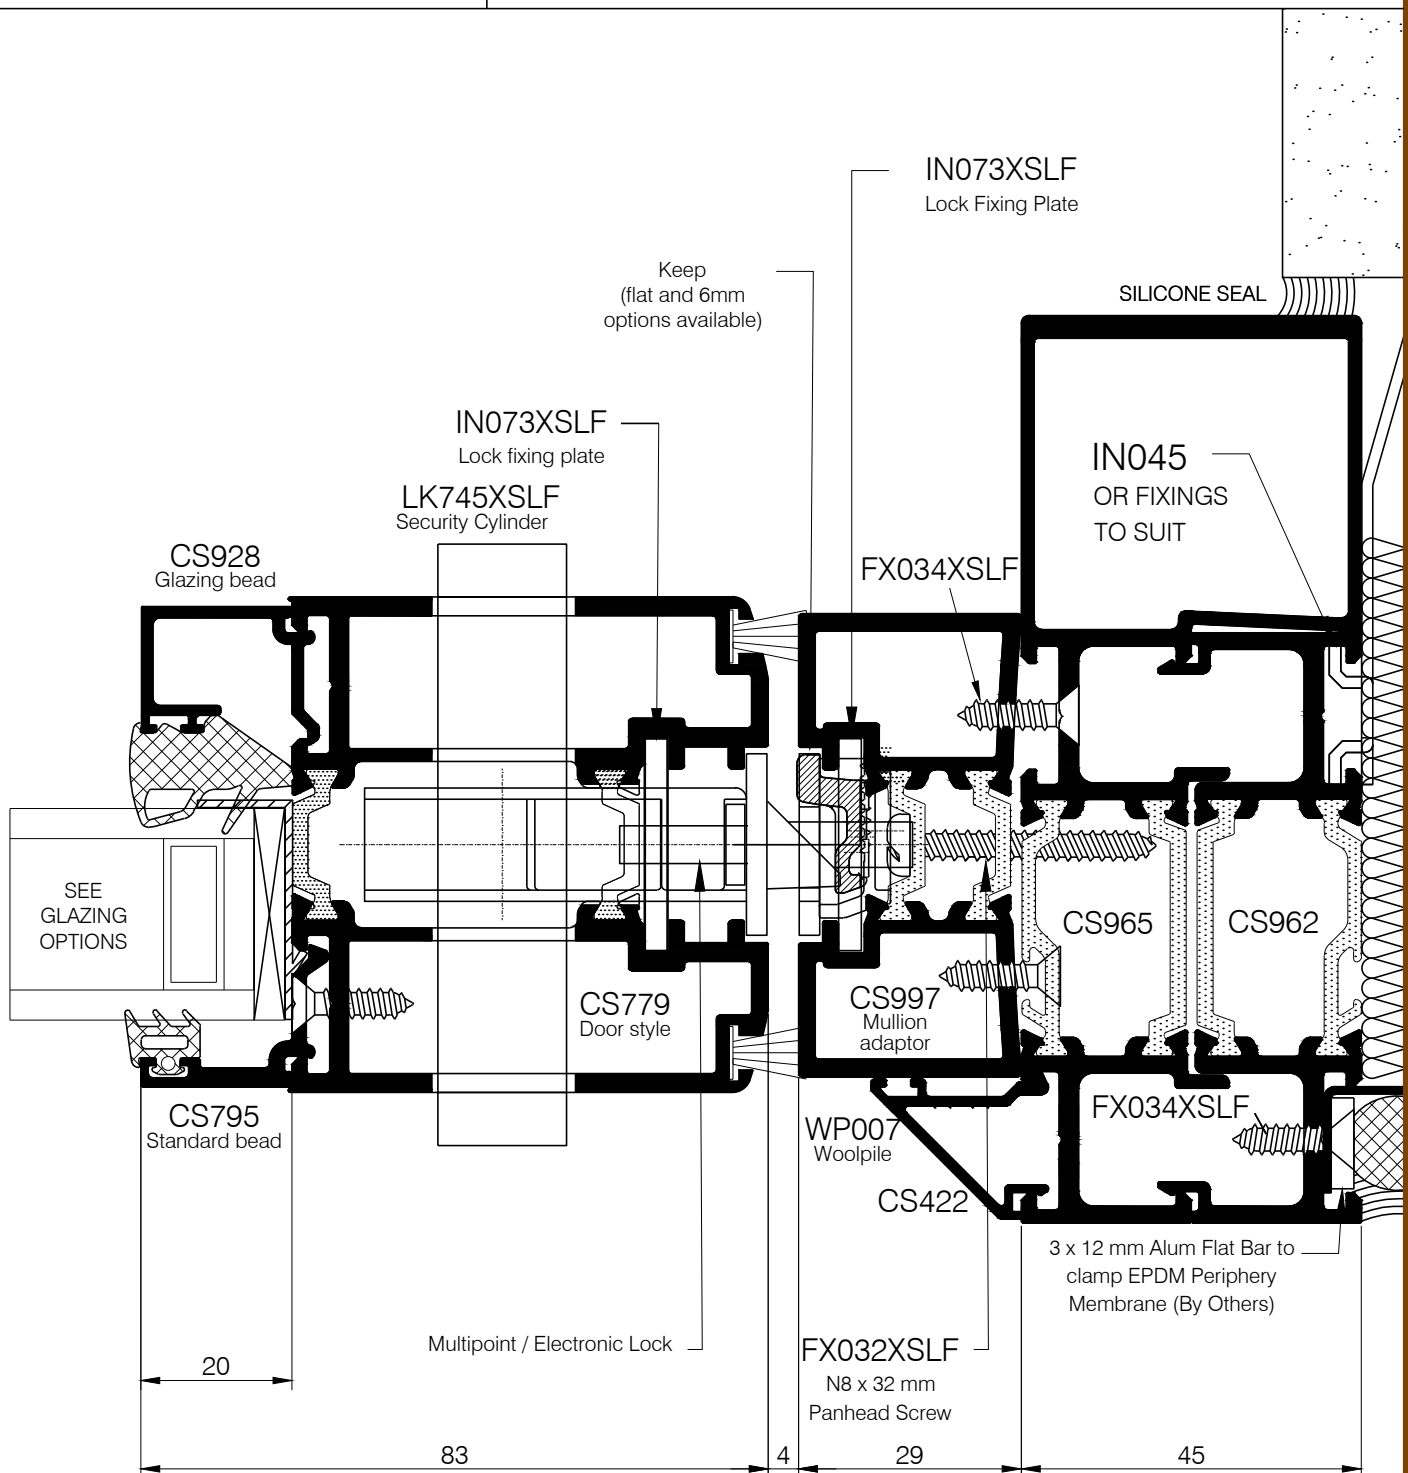 IN073XSLF
Lock Fixing Plate
Keep
(flat and 6mm
options available)
SILICONE SEAL
IN073XSLF
Lock fixing plate
LK745XSLF
Security Cylinder
IN045
OR FIXINGS
TO SUIT
CS928
Glazing bead
FX034XSLF
SEE
GLAZING
OPTIONS
CS965
CS962
CS779
Door style
CS997
Mullion
adaptor
CS795
Standard bead
WP007
Woolpile
FX034XSLF
CS422
3 x 12 mm Alum Flat Bar to
clamp EPDM Periphery
Membrane (By Others)
Multipoint / Electronic Lock
FX032XSLF
N8 x 32 mm
Panhead Screw
20
83
4
29
45